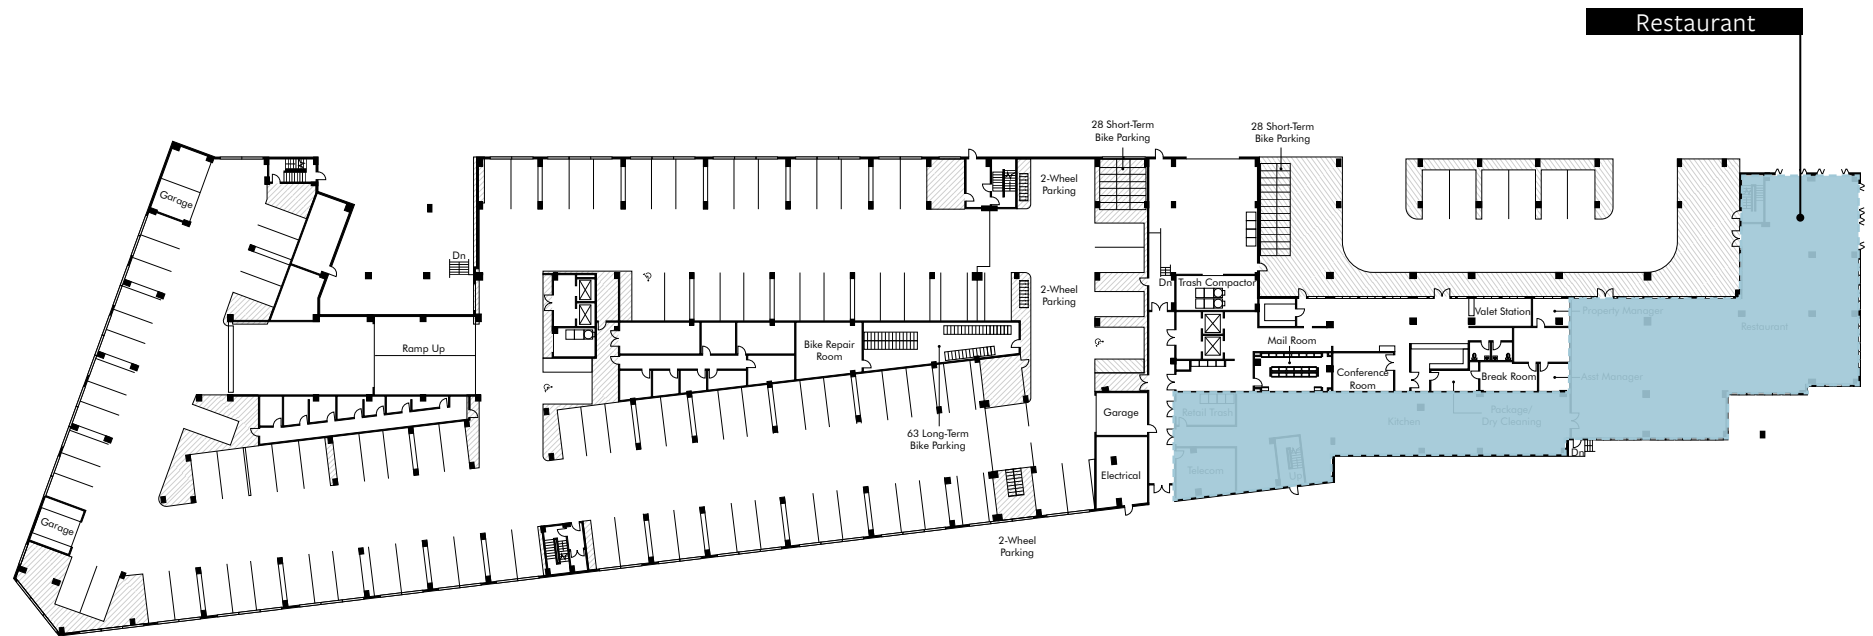 Restaurant
28 Short-Term
Bike Parking
28 Short-Term
Bike Parking
2-Wheel
Parking
Garage
Dn
Dn
Trash Compactor
2-Wheel
Parking
Valet Station
Property Manager
Restaurant
Ramp Up
Bike Repair
Room
Mail Room
Conference
Room
Break Room
Asst Manager
Garage
Retail Trash
Kitchen
Package/
Dry Cleaning
63 Long-Term
Bike Parking
Dn
Electrical
Telecom
Up
Garage
2-Wheel
Parking